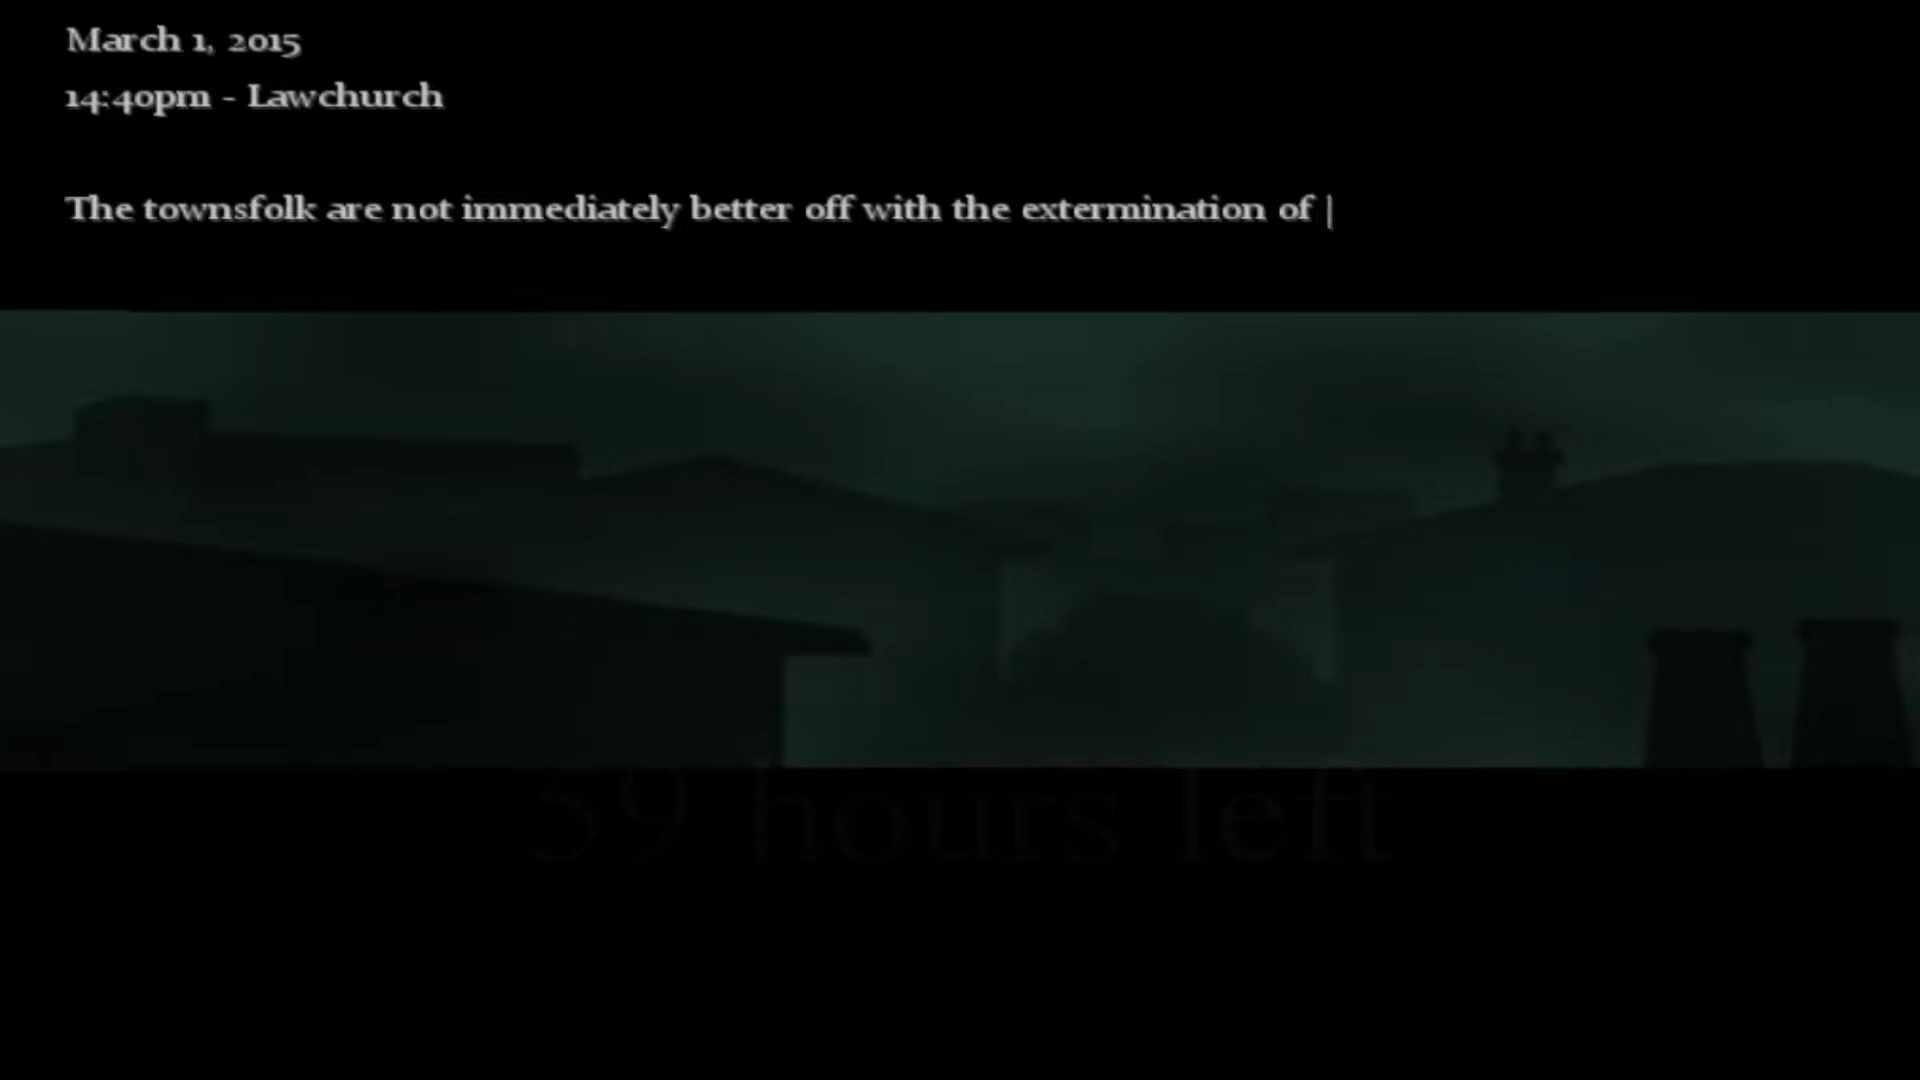 March 1, 2015
14:40pm - Lawchurch
The townsfolk are not immediately better off with the extermination of |
59 hours left